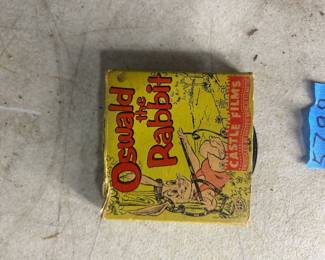 Oswald
the
Rabbit
CASTLE FILMS